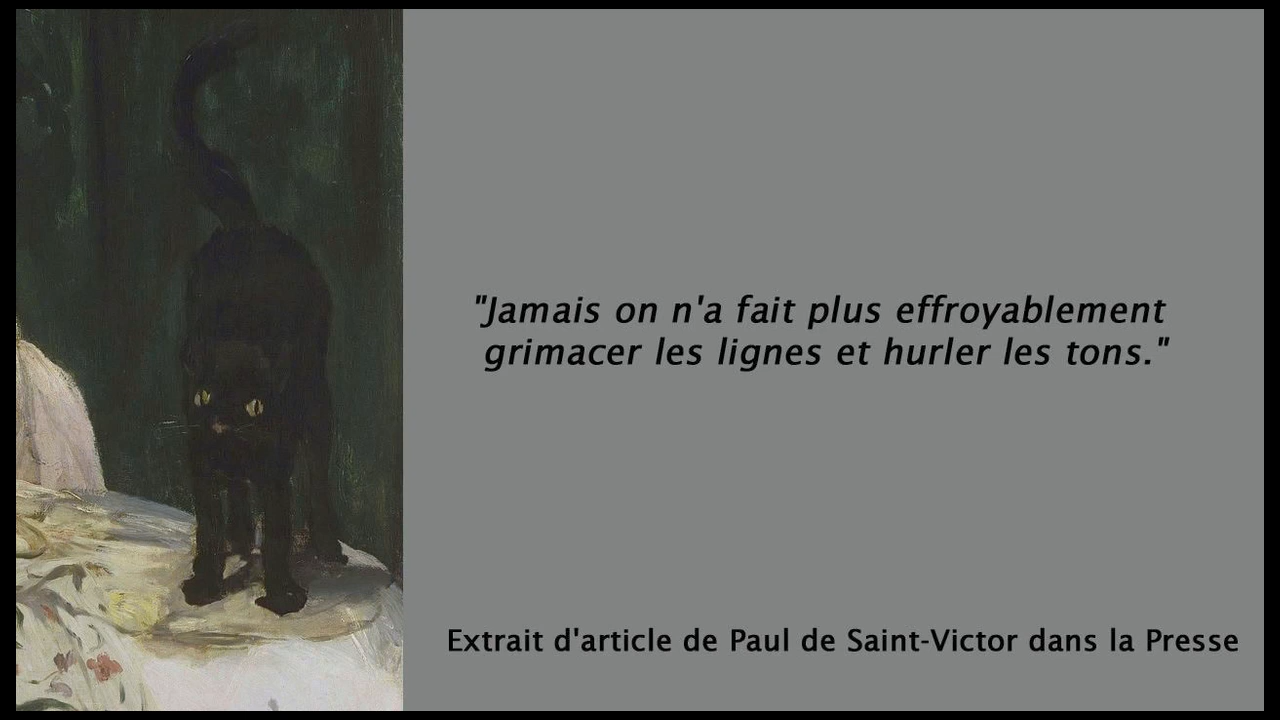 "Jamais on n'a fait plus effroyablement
grimacer les lignes et hurler les tons."
Extrait d'article de Paul de Saint-Victor dans la Presse